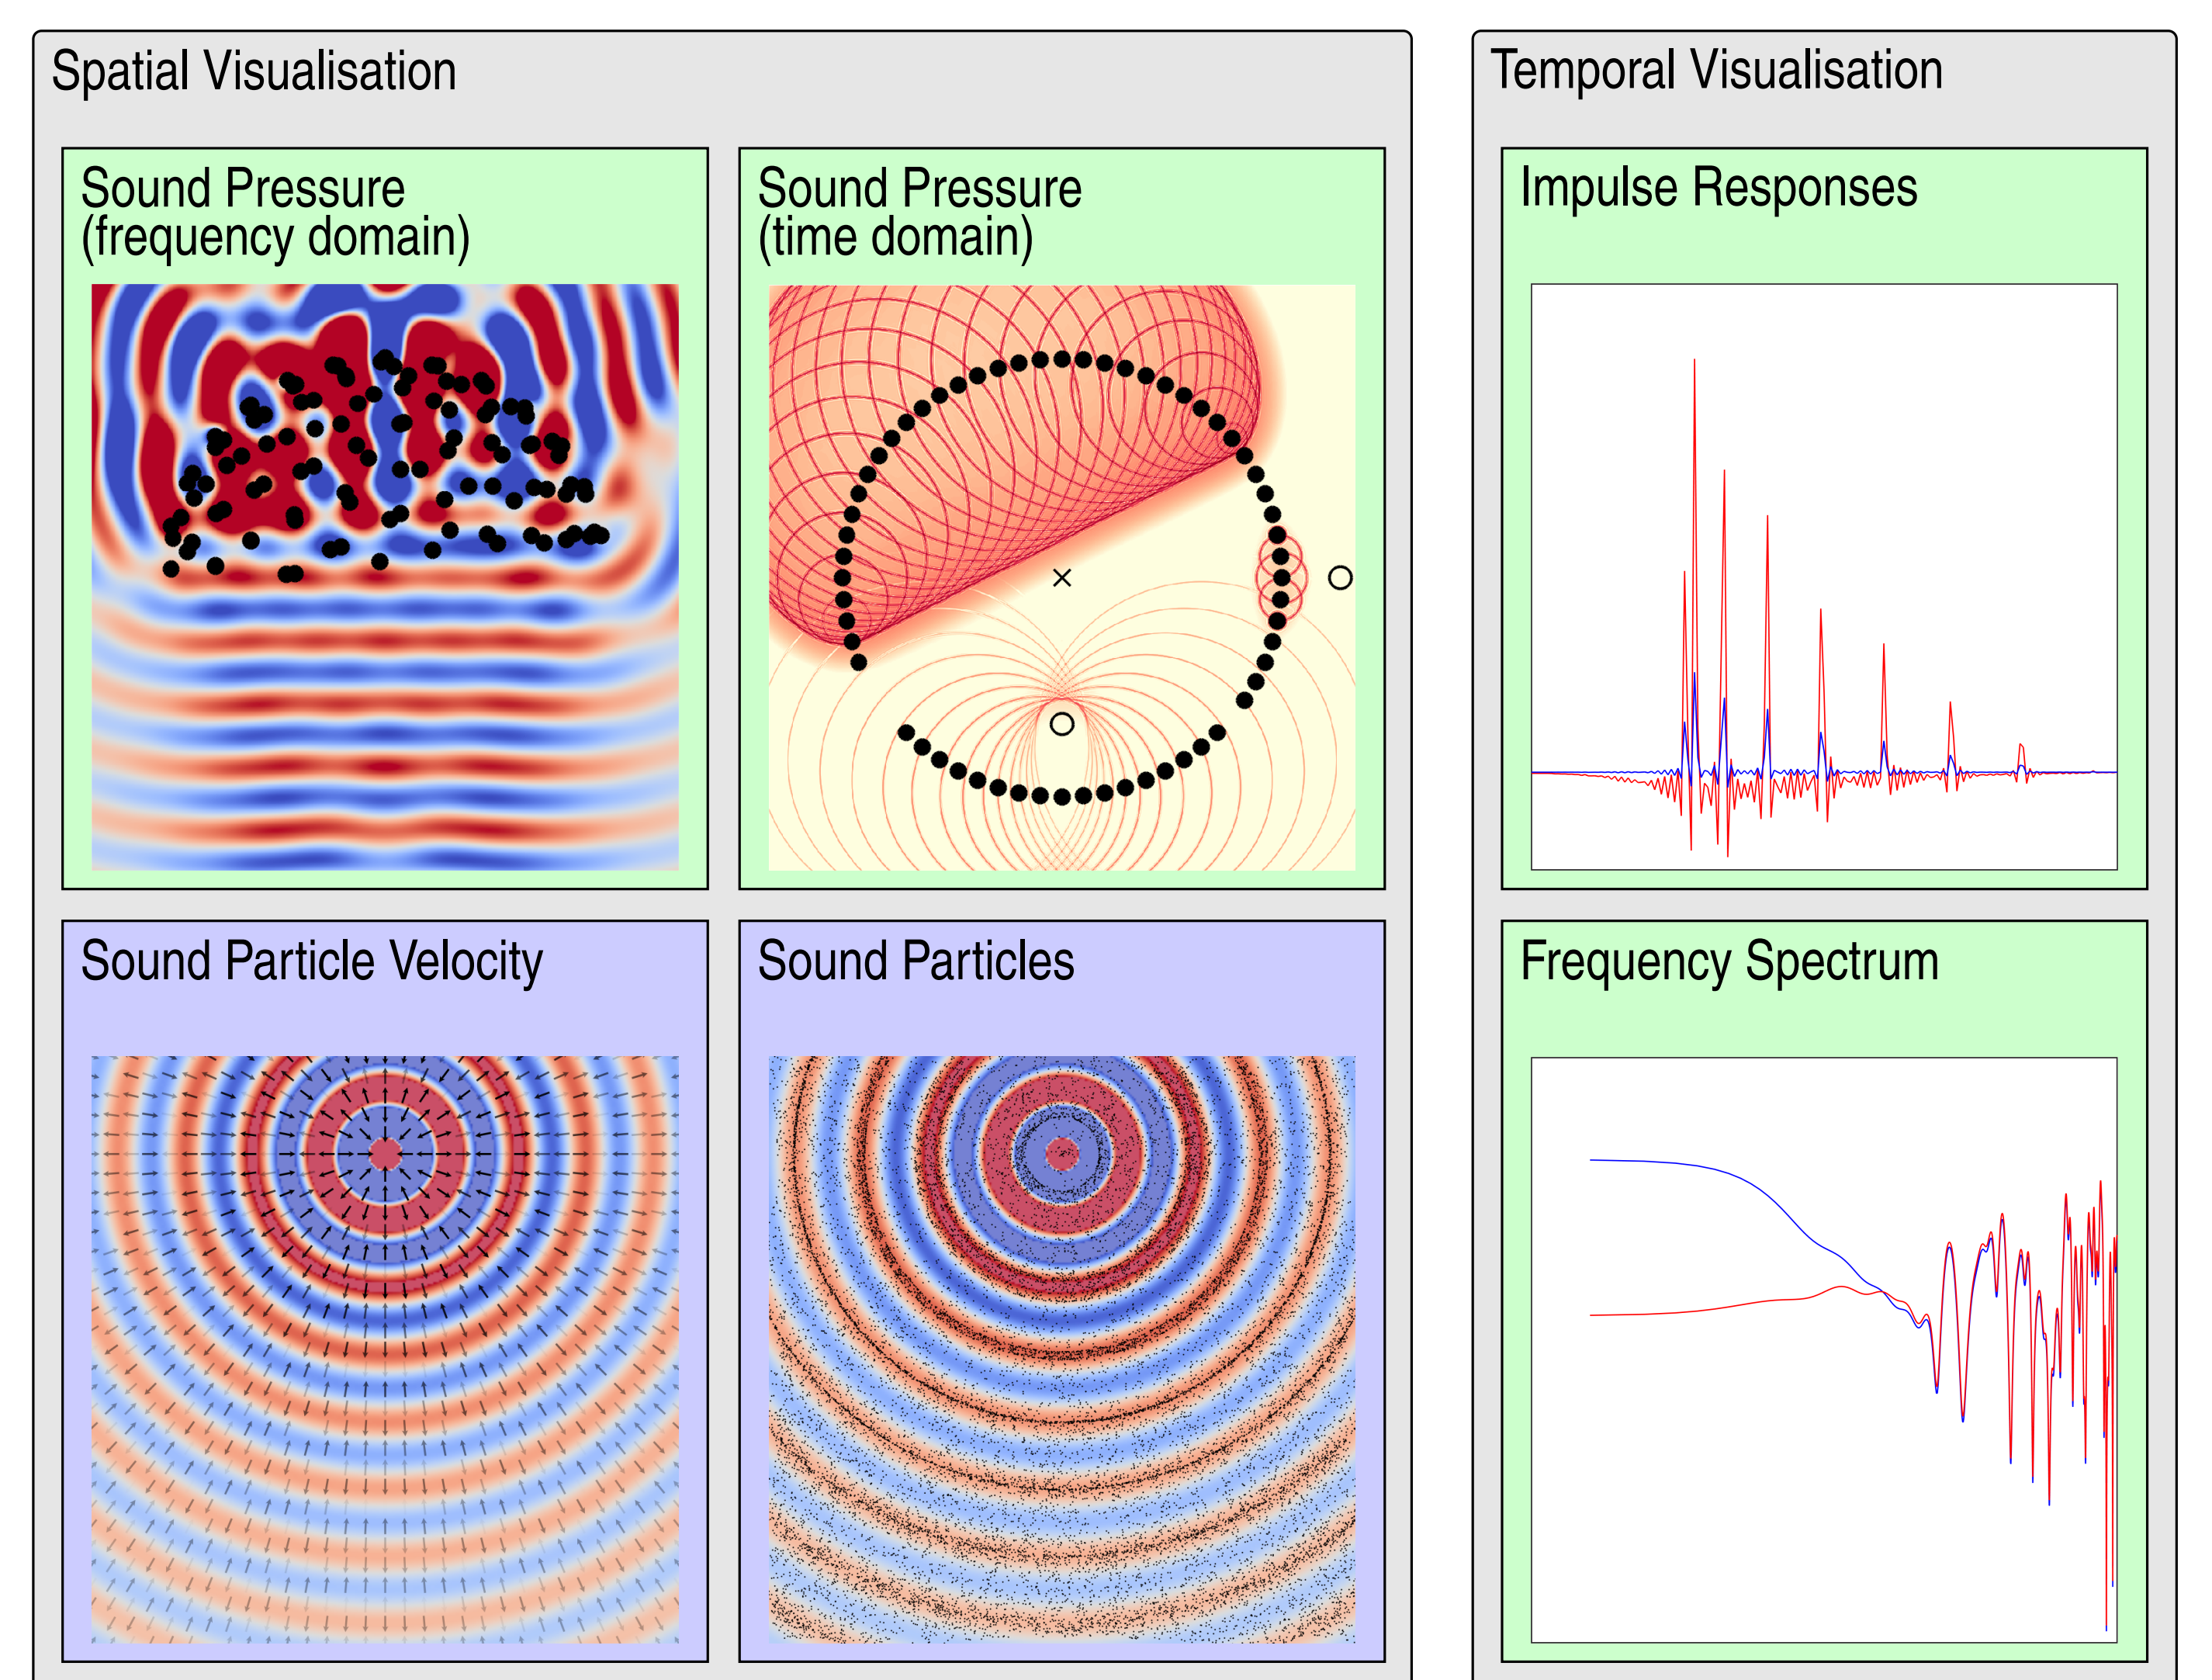 Spatial Visualisation
Sound Pressure
(frequency domain)
Sound Pressure
(time domain)
Sound Particle Velocity
Sound Particles
Temporal Visualisation
Impulse Responses
Frequency Spectrum